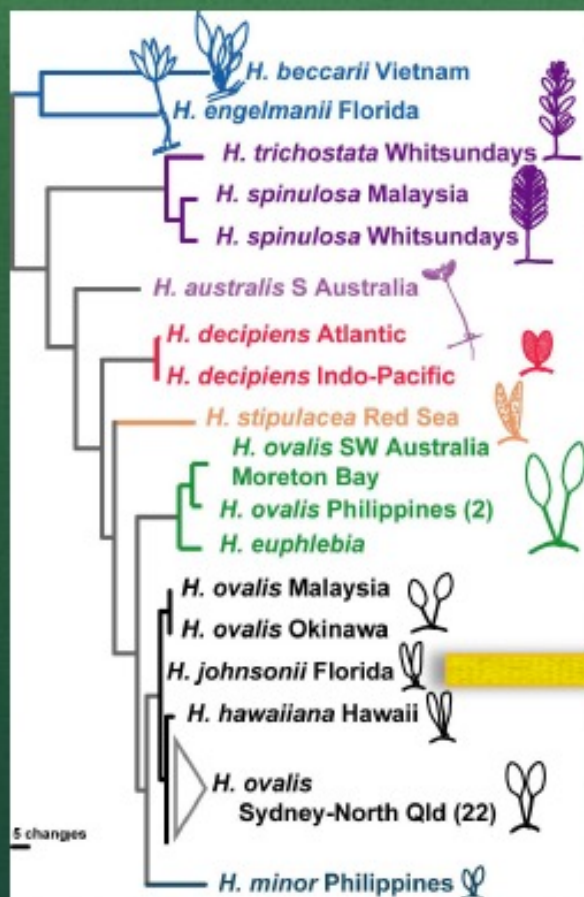 H. beccarii Vietnam
H. engelmanii Florida
H. trichostata Whitsundays
H. spinulosa Malaysia
H. spinulosa Whitsundays
H. australis S Australia
H. decipiens Atlantic
H. decipiens Indo-Pacific
H. stipulacea Red Sea
H. ovalis SW Australia
Moreton Bay
H. ovalis Philippines (2)
H. euphlebia
H. ovalis Malaysia
H. ovalis Okinawa
H. johnsonii Florida
H. hawaiiana Hawaii
H. ovalis
Sydney-North Qld (22)
5 changes
H. minor Philippines